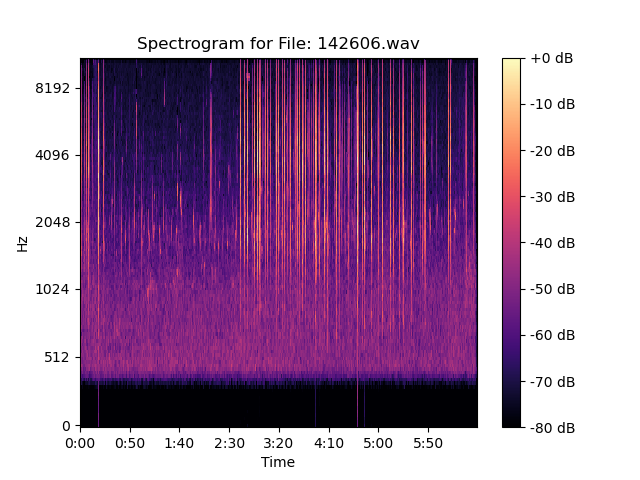 Spectrogram for File: 142606.wav
+0 dB
8192
-10 dB
4096
-20 dB
-30 dB
2048
-40 dB
Hz
1024
-50 dB
512
-60 dB
-70 dB
0
-80 dB
0:00 0:50 1:40 2:30 3:20 4:10 5:00 5:50
Time